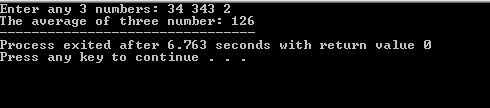 Enter any 3 numbers: 34 343 2
The average of three number: 126
--------------------------------
Process exited after 6.763 seconds with return value 0
Press any key to continue . . .